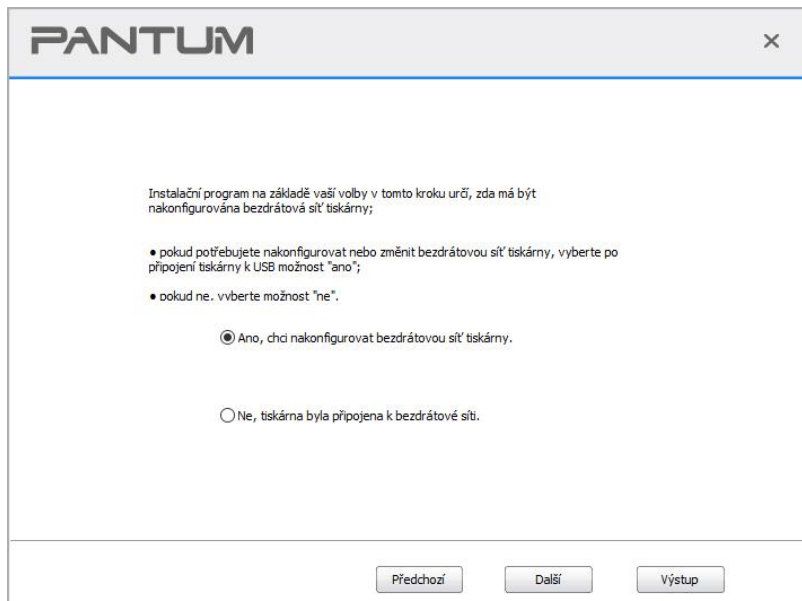 PANTUM
Instalační program na základě vaší volby v tomto kroku určí, zda má být
nakonfigurována bezdrátová síť tiskárny;
• pokud potřebujete nakonfigurovat nebo změnit bezdrátovou síť tiskárny, vyberte po
připojení tiskárny k USB možnost "ano";
• pokud ne, vyberte možnost "ne".
Ano, chci nakonfigurovat bezdrátovou síť tiskárny.
Ne, tiskárna byla připojena k bezdrátové síti.
Předchozí Další Výstup